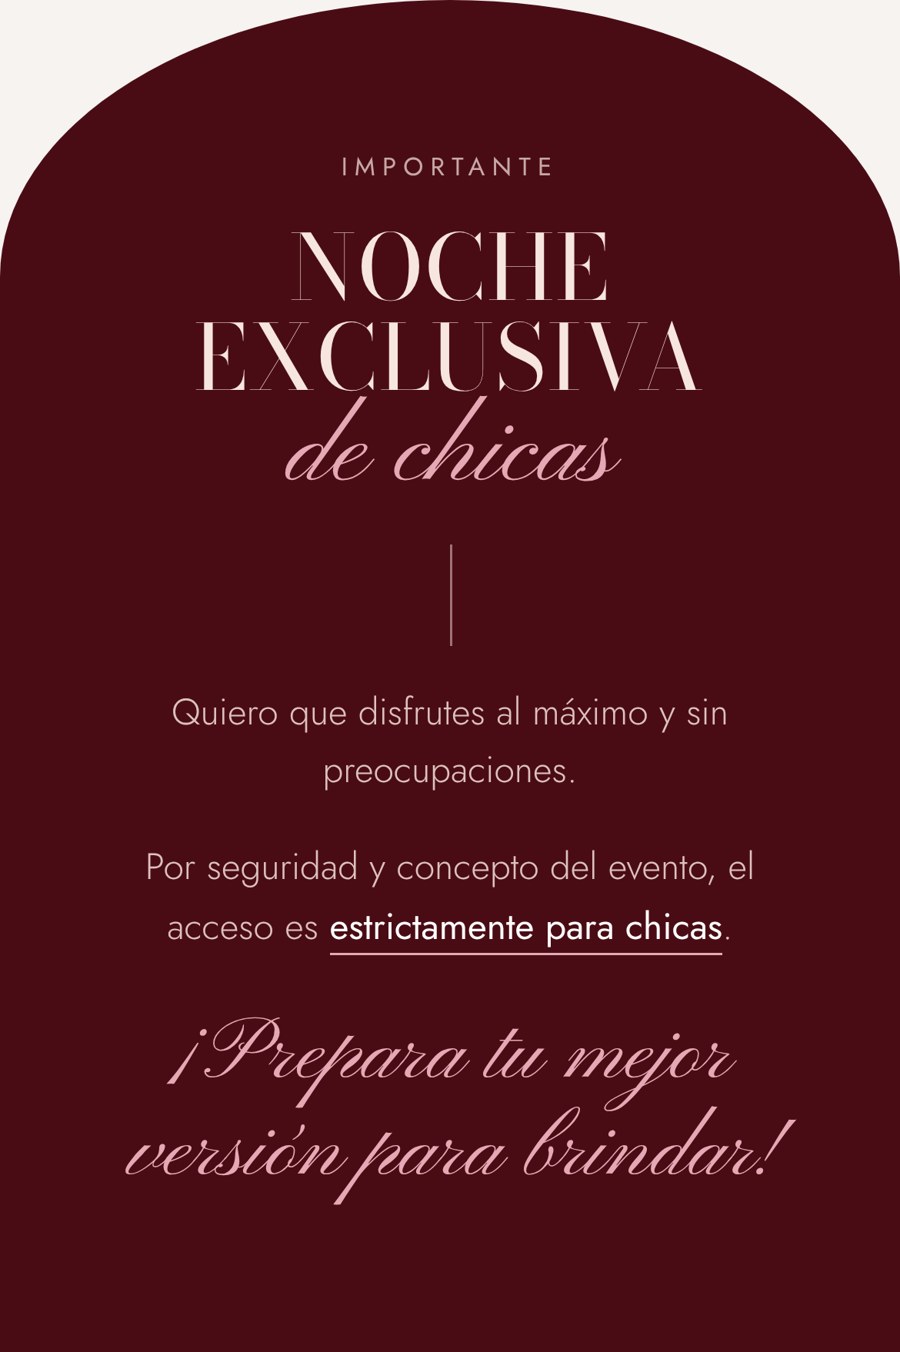 IMPORTANTE
NOCHE
EXCLUSIVA
de chicas
Quiero que disfrutes al máximo y sin
preocupaciones.
Por seguridad y concepto del evento, el
acceso es estrictamente para chicas.
¡Prepara tu mejor
versión para brindar!